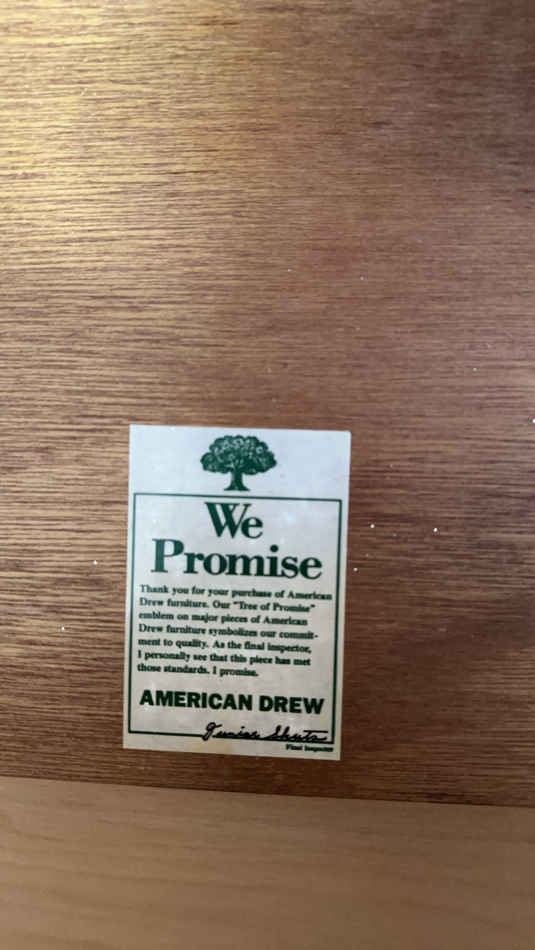 We
Promise
Thank you for your purchase of American
Drew furniture. Our "Tree of Promise"
emblem on major pieces of American
Drew furniture symbolizes our commit-
ment to quality. As the final inspector,
I personally see that this piece has met
those standards. I promise.
AMERICAN DREW
Junior Shuts
Final Inspector